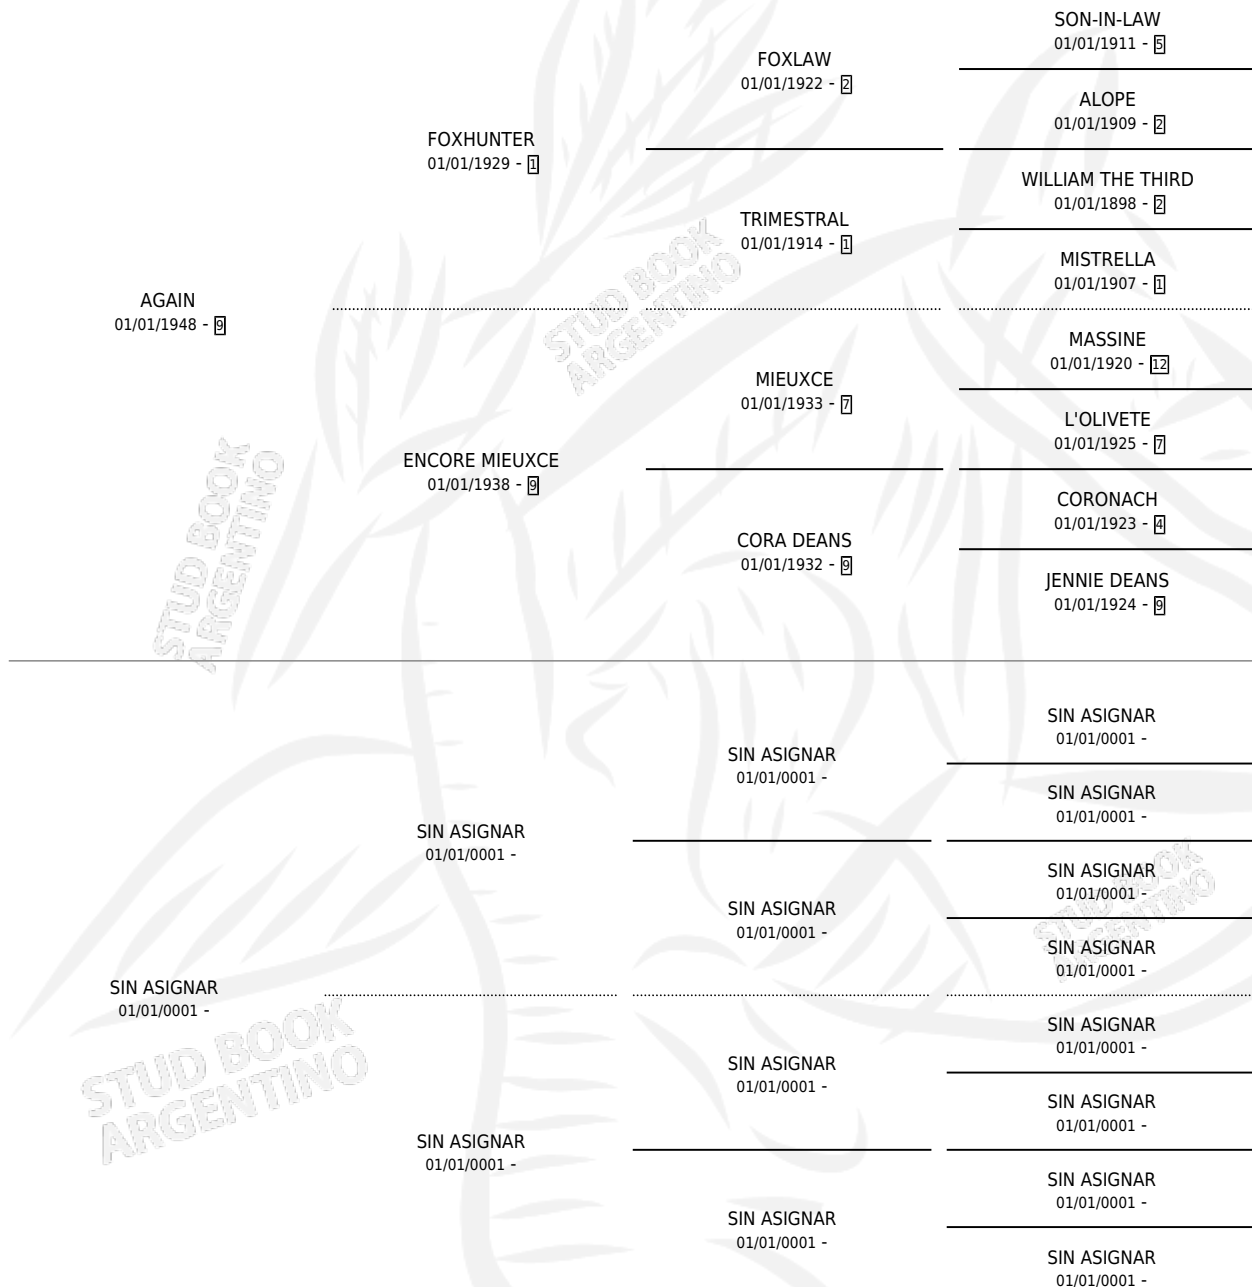 SON-IN-LAW
01/01/1911 - 5
FOXLAW
01/01/1922 - 2
ALOPE
01/01/1909 - 2
FOXHUNTER
01/01/1929 - 1
WILLIAM THE THIRD
01/01/1898 - 2
TRIMESTRAL
01/01/1914 - 1
MISTRELLA
01/01/1907 - 1
AGAIN
01/01/1948 - 9
STUD BOOK
ARGENTINO
MASSINE
01/01/1920 - 12
MIEUXCE
01/01/1933 - 7
L'OLIVETE
01/01/1925 - 7
ENCORE MIEUXCE
01/01/1938 - 9
CORONACH
01/01/1923 - 4
CORA DEANS
01/01/1932 - 9
JENNIE DEANS
01/01/1924 - 9
STUD BOOK
ARGENTINO
SIN ASIGNAR
01/01/0001 -
SIN ASIGNAR
01/01/0001 -
SIN ASIGNAR
01/01/0001 -
SIN ASIGNAR
01/01/0001 -
SIN ASIGNAR
01/01/0001 -
SIN ASIGNAR
01/01/0001 -
SIN ASIGNAR
01/01/0001 -
STUD BOOK
ARGENTINO
SIN ASIGNAR
01/01/0001 -
STUD BOOK
ARGENTINO
SIN ASIGNAR
01/01/0001 -
SIN ASIGNAR
01/01/0001 -
SIN ASIGNAR
01/01/0001 -
SIN ASIGNAR
01/01/0001 -
SIN ASIGNAR
01/01/0001 -
SIN ASIGNAR
01/01/0001 -
SIN ASIGNAR
01/01/0001 -